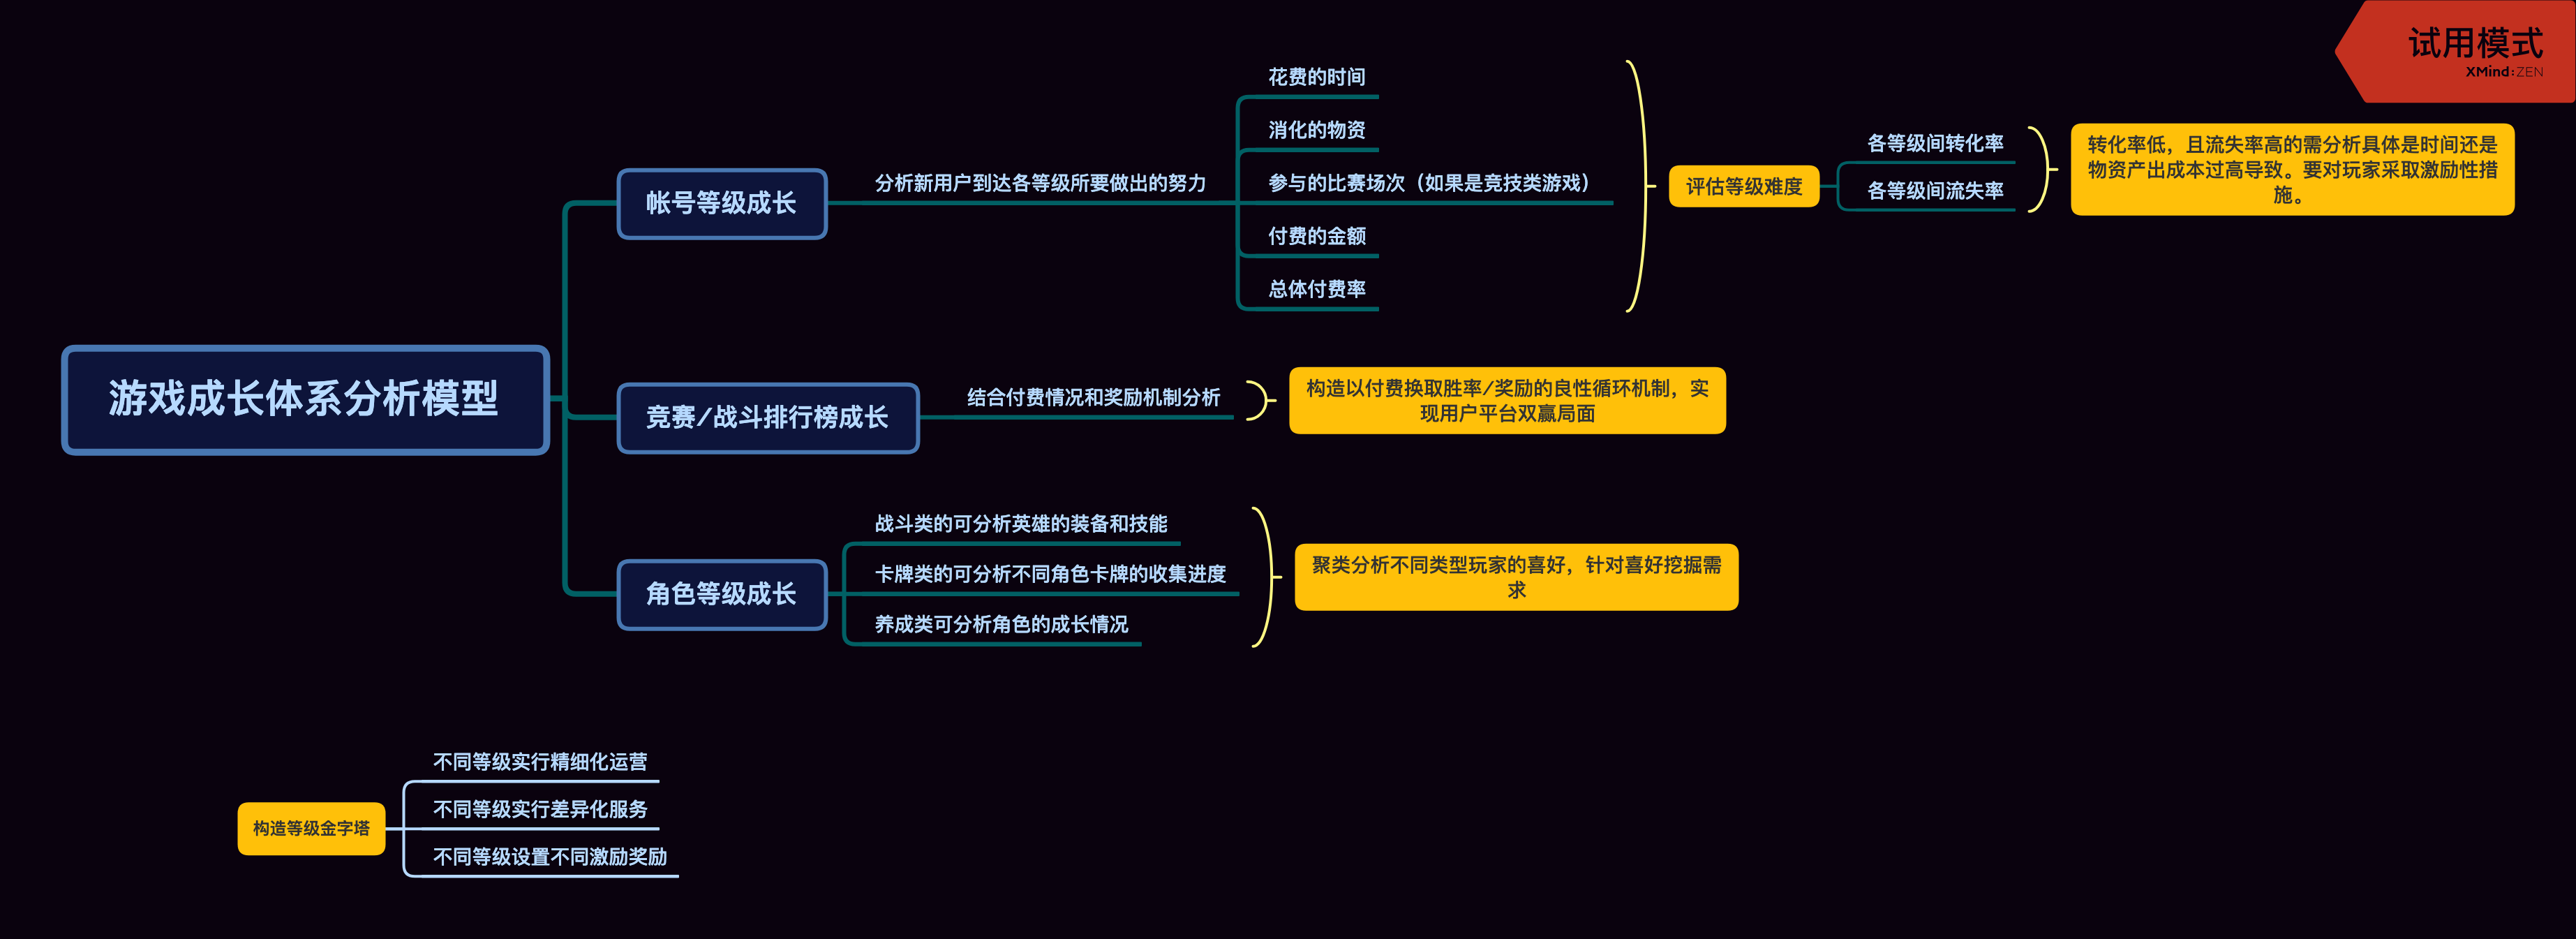 试用模式
XMind:ZEN
游戏成长体系分析模型
帐号等级成长
分析新用户到达各等级所要做出的努力
花费的时间
消化的物资
参与的比赛场次（如果是竞技类游戏）
付费的金额
总体付费率
评估等级难度
各等级间转化率
各等级间流失率
转化率低，且流失率高的需分析具体是时间还是
物资产出成本过高导致。要对玩家采取激励性措
施。
竞赛/战斗排行榜成长
结合付费情况和奖励机制分析
构造以付费换取胜率/奖励的良性循环机制，实
现用户平台双赢局面
角色等级成长
战斗类的可分析英雄的装备和技能
卡牌类的可分析不同角色卡牌的收集进度
养成类可分析角色的成长情况
聚类分析不同类型玩家的喜好，针对喜好挖掘需
求
构造等级金字塔
不同等级实行精细化运营
不同等级实行差异化服务
不同等级设置不同激励奖励